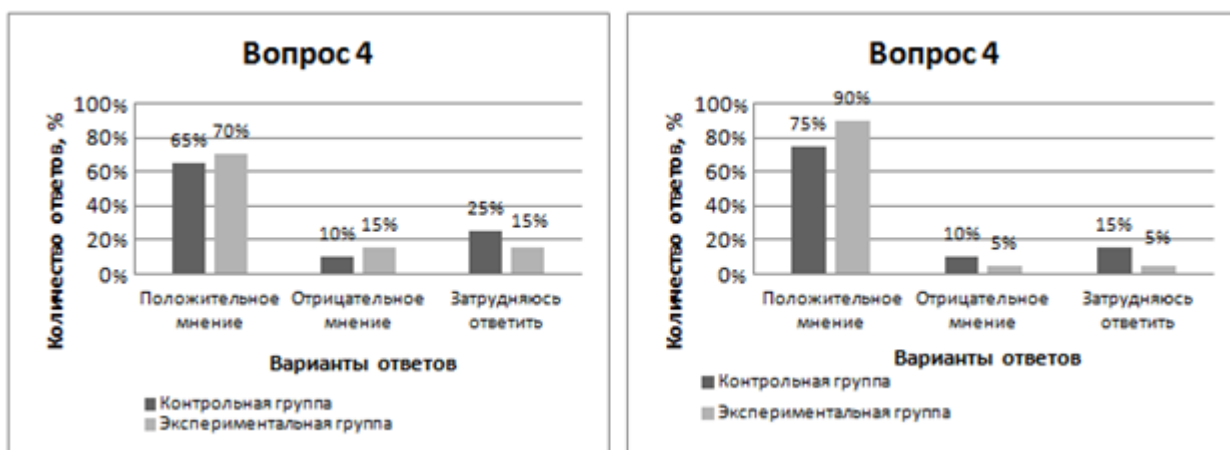 Вопрос 4
Количество ответов, %
100%
80%
60%
40%
20%
0%
65%
70%
10%
15%
25%
15%
Положительное
мнение
Отрицательное
мнение
Затрудняюсь
ответить
Варианты ответов
Контрольная группа
Экспериментальная группа
Вопрос 4
Количество ответов, %
100%
80%
60%
40%
20%
0%
75%
90%
10%
5%
15%
5%
Положительное
мнение
Отрицательное
мнение
Затрудняюсь
ответить
Варианты ответов
Контрольная группа
Экспериментальная группа